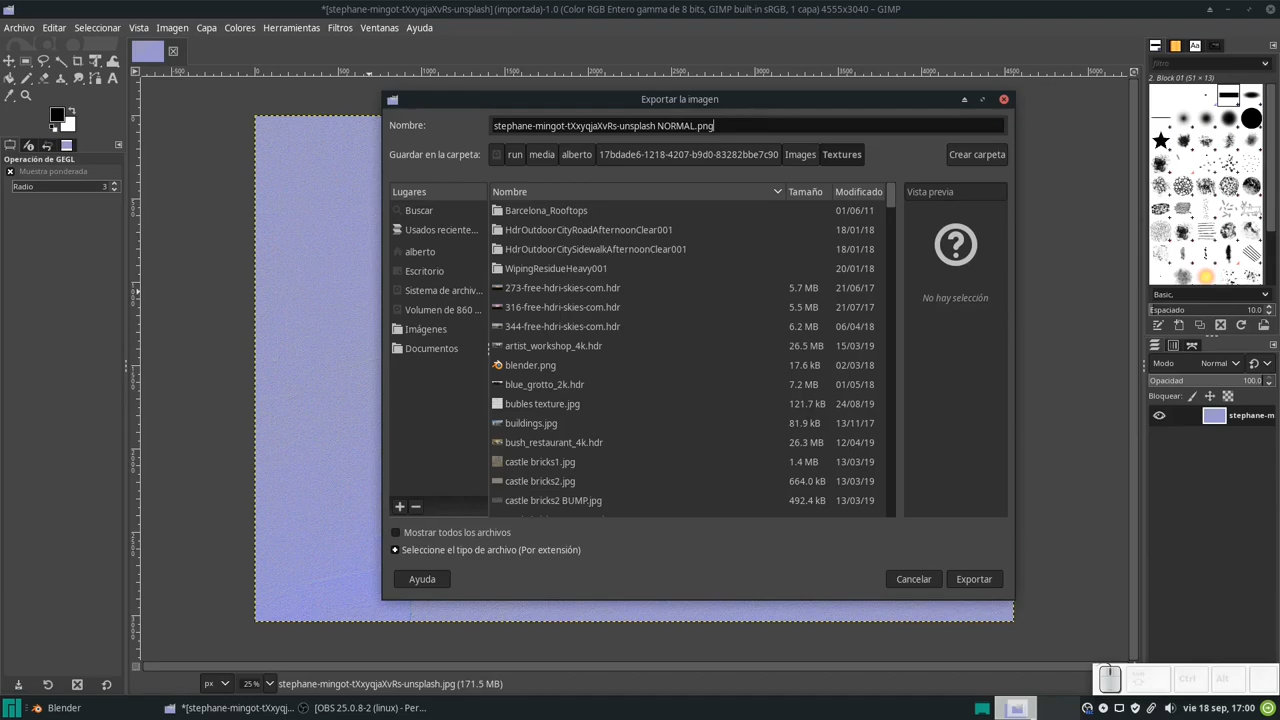 *[stephane-mingot-tXxyqjaXvRs-unsplash] (importada)-1.0 (Color RGB Entero gamma de 8 bits, GIMP built-in sRGB, 1 capa) 4555x3040 – GIMP
Archivo Editar Seleccionar Vista Imagen Capa Colores Herramientas Filtros Ventanas Ayuda
Operación de GEGL
Muestra ponderada
Radio 3
Exportar la imagen
Nombre: stephane-mingot-tXxyqjaXvRs-unsplash NORMAL.png
Guardar en la carpeta: run media alberto 17bdade6-1218-4207-b9d0-83282bbe7c90 Images Textures Crear carpeta
Lugares
Buscar
Usados reciente...
alberto
Escritorio
Sistema de archiv...
Volumen de 860 ...
Imágenes
Documentos
Nombre Tamaño Modificado
Barcelona_Rooftops 01/06/11
HdrOutdoorCityRoadAfternoonClear001 18/01/18
HdrOutdoorCitySidewalkAfternoonClear001 18/01/18
WipingResidueHeavy001 20/01/18
273-free-hdri-skies-com.hdr 5.7 MB 21/06/17
316-free-hdri-skies-com.hdr 5.5 MB 21/07/17
344-free-hdri-skies-com.hdr 6.2 MB 06/04/18
artist_workshop_4k.hdr 26.5 MB 15/03/19
blender.png 17.6 kB 02/03/18
blue_grotto_2k.hdr 7.2 MB 01/05/18
bubles texture.jpg 121.7 kB 24/08/19
buildings.jpg 81.9 kB 13/11/17
bush_restaurant_4k.hdr 26.3 MB 12/04/19
castle bricks1.jpg 1.4 MB 13/03/19
castle bricks2.jpg 664.0 kB 13/03/19
castle bricks2 BUMP.jpg 492.4 kB 13/03/19
Vista previa
No hay selección
Mostrar todos los archivos
Seleccione el tipo de archivo (Por extensión)
Ayuda Cancelar Exportar
filtro
2. Block 01 (51 × 13)
Basic,
Espaciado 10.0
Modo Normal
Opacidad 100.0
Bloquear:
stephane-m
px 25 % stephane-mingot-tXxyqjaXvRs-unsplash.jpg (171.5 MB)
Ctrl Alt
Blender *[stephane-mingot-tXxyqj... [OBS 25.0.8-2 (linux) - Per... vie 18 sep, 17:00